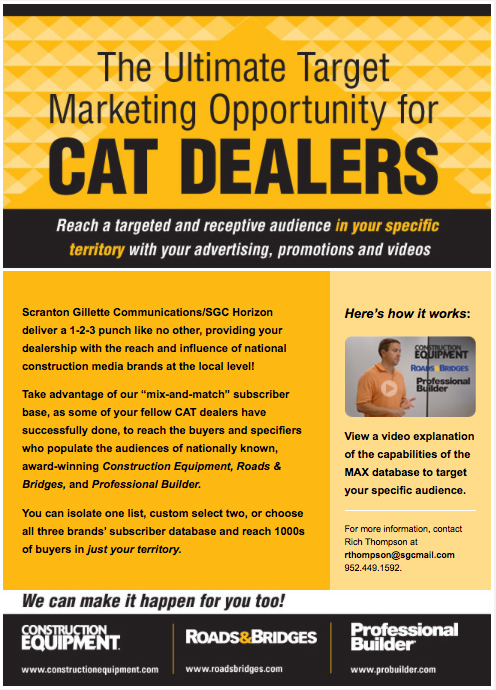 The Ultimate Target
Marketing Opportunity for
CAT DEALERS
Reach a targeted and receptive audience in your specific
territory with your advertising, promotions and videos
Scranton Gillette Communications/SGC Horizon
deliver a 1-2-3 punch like no other, providing your
dealership with the reach and influence of national
construction media brands at the local level!
Take advantage of our “mix-and-match” subscriber
base, as some of your fellow CAT dealers have
successfully done, to reach the buyers and specifiers
who populate the audiences of nationally known,
award-winning Construction Equipment, Roads &
Bridges, and Professional Builder.
You can isolate one list, custom select two, or choose
all three brands’ subscriber database and reach 1000s
of buyers in just your territory.
Here’s how it works:
CONSTRUCTION
EQUIPMENT
ROADS&BRIDGES
Professional
Builder
View a video explanation
of the capabilities of the
MAX database to target
your specific audience.
For more information, contact
Rich Thompson at
rthompson@sgcmail.com
952.449.1592.
We can make it happen for you too!
CONSTRUCTION
EQUIPMENT
www.constructionequipment.com
ROADS&BRIDGES
www.roadsbridges.com
Professional
Builder
www.probuilder.com